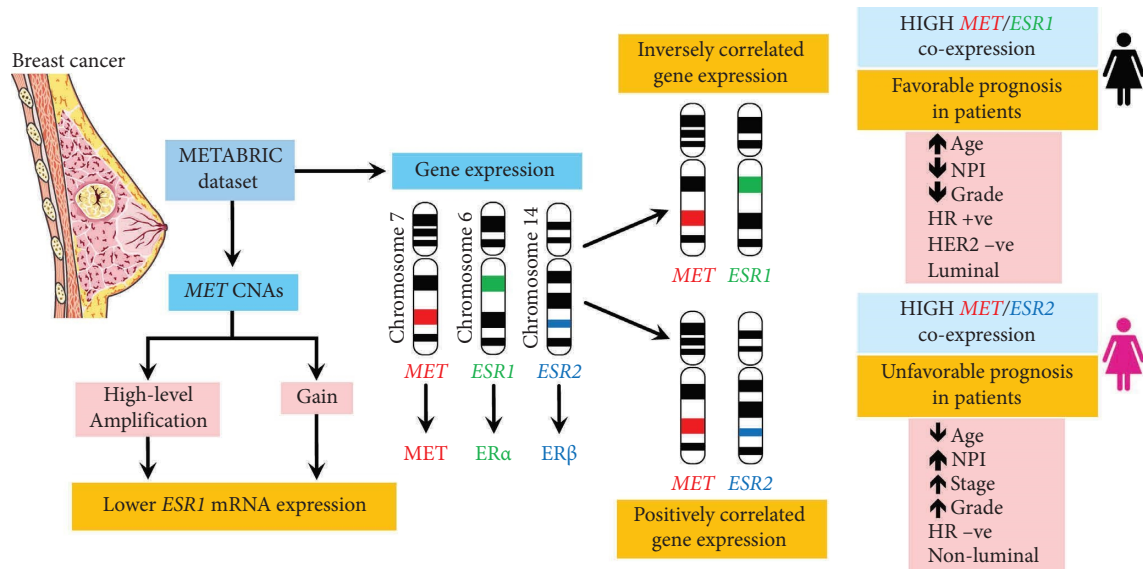 Breast cancer
METABRIC
dataset
MET CNAs
High-level
Amplification
Gain
Lower ESR1 mRNA expression
Gene expression
Chromosome 7
Chromosome 6
Chromosome 14
MET
ESR1
ESR2
MET
ERα
ERβ
Inversely correlated
gene expression
MET
ESR1
MET
ESR2
Positively correlated
gene expression
HIGH MET/ESR1
co-expression
Favorable prognosis
in patients
↑ Age
↓ NPI
↓ Grade
HR +ve
HER2 –ve
Luminal
HIGH MET/ESR2
co-expression
Unfavorable prognosis
in patients
↓ Age
↑ NPI
↑ Stage
↑ Grade
HR –ve
Non-luminal